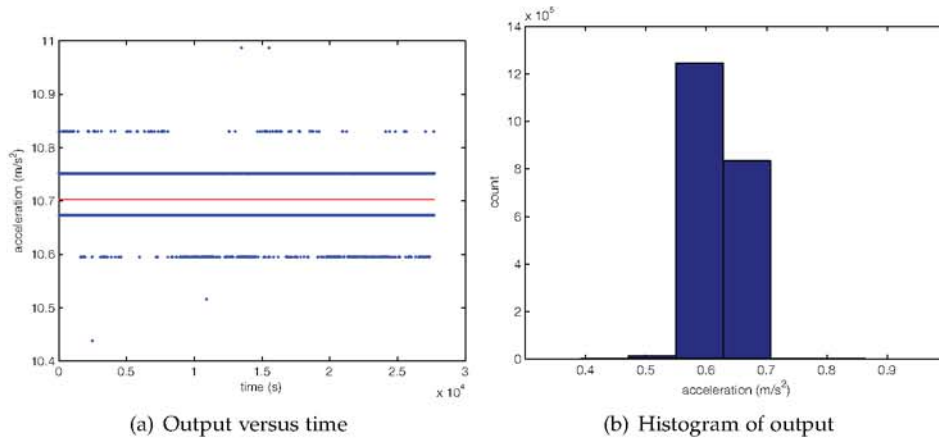 11
10.9
10.8
10.7
10.6
10.5
10.4
acceleration (m/s²)
0 0.5 1 1.5 2 2.5 3
time (s)
x 10⁴
(a) Output versus time
x 10⁵
14
12
10
8
6
4
2
0
count
0.4 0.5 0.6 0.7 0.8 0.9
acceleration (m/s²)
(b) Histogram of output